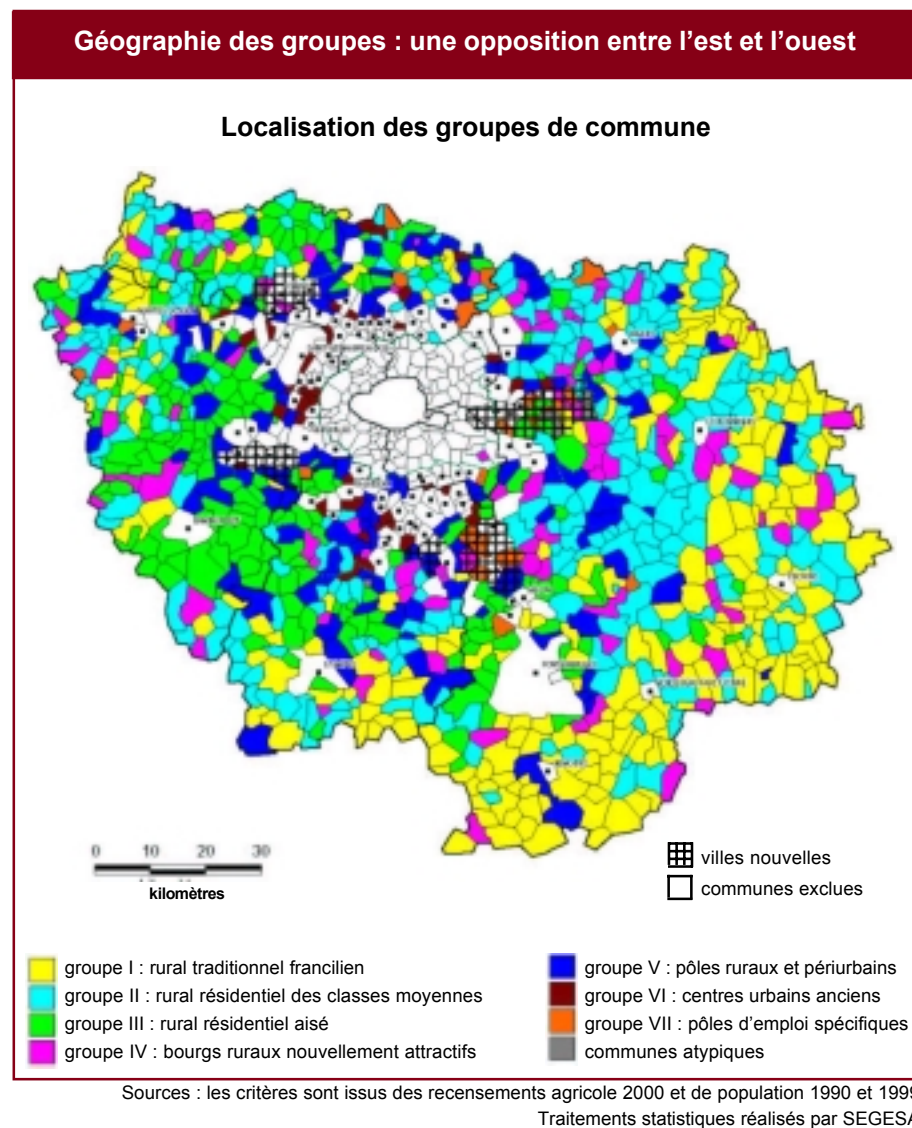 Géographie des groupes : une opposition entre l'est et l'ouest
Localisation des groupes de commune
0 10 20 30
kilomètres
villes nouvelles
communes exclues
groupe I : rural traditionnel francilien
groupe II : rural résidentiel des classes moyennes
groupe III : rural résidentiel aisé
groupe IV : bourgs ruraux nouvellement attractifs
groupe V : pôles ruraux et périurbains
groupe VI : centres urbains anciens
groupe VII : pôles d'emploi spécifiques
communes atypiques
Sources : les critères sont issus des recensements agricole 2000 et de population 1990 et 1999
Traitements statistiques réalisés par SEGESA